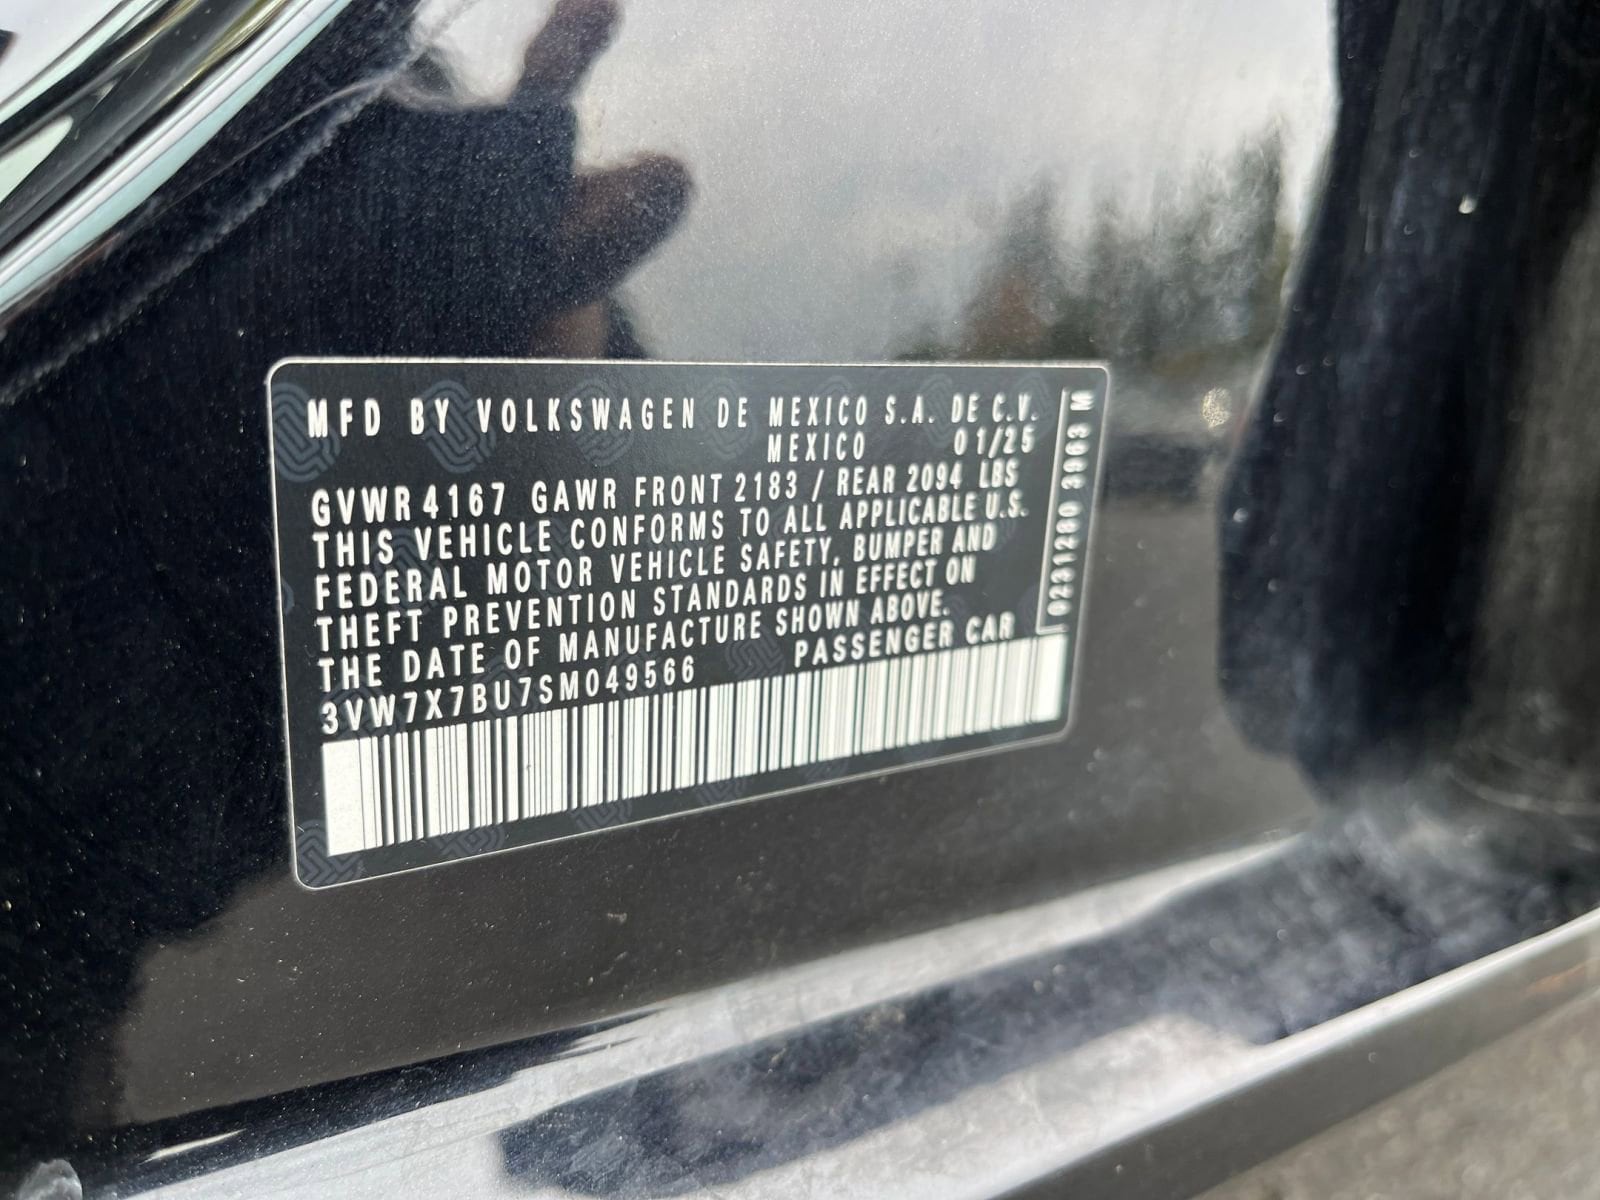 MFD BY VOLKSWAGEN DE MEXICO S.A. DE C.V.
MEXICO 01/25
GVWR 4167 GAWR FRONT 2183 / REAR 2094 LBS
THIS VEHICLE CONFORMS TO ALL APPLICABLE U.S.
FEDERAL MOTOR VEHICLE SAFETY, BUMPER AND
THEFT PREVENTION STANDARDS IN EFFECT ON
THE DATE OF MANUFACTURE SHOWN ABOVE.
3VW7X7BU7SM049566 PASSENGER CAR
0231260 3963 M